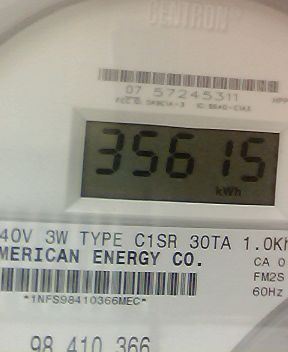 CENTRON®
07 57245311
35615
kWh
40V 3W TYPE C1SR 30TA 1.0Kh
MERICAN ENERGY CO.
CA 0
FM2S
60Hz
*1NFS98410366MEC*
98 410 366